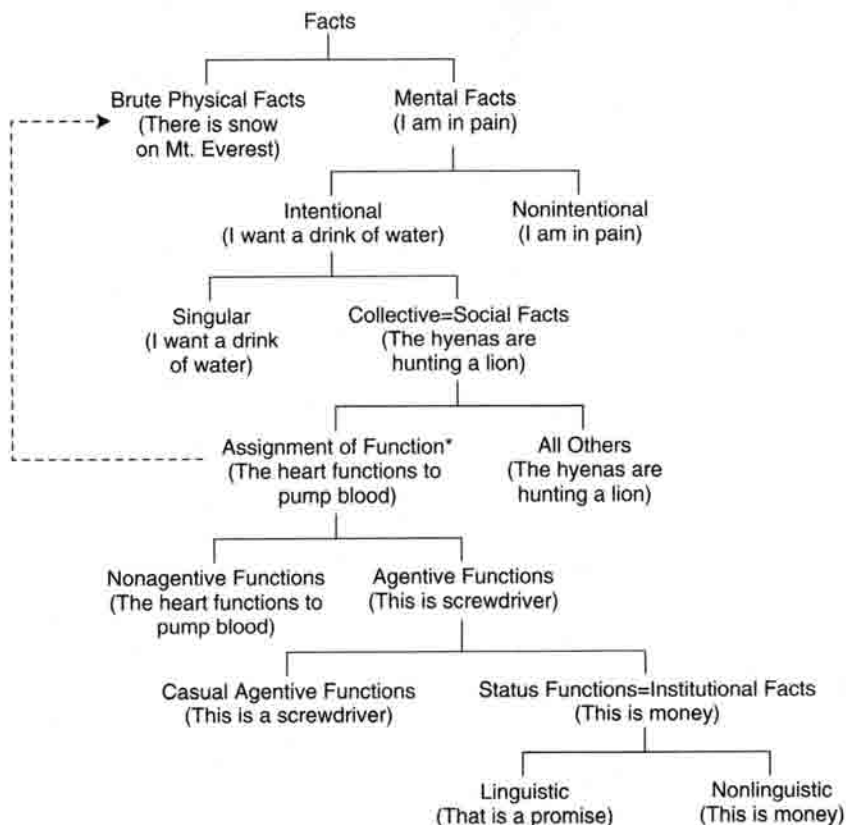 Facts
Brute Physical Facts
(There is snow
on Mt. Everest)
Mental Facts
(I am in pain)
Intentional
(I want a drink of water)
Nonintentional
(I am in pain)
Singular
(I want a drink
of water)
Collective=Social Facts
(The hyenas are
hunting a lion)
Assignment of Function*
(The heart functions to
pump blood)
All Others
(The hyenas are
hunting a lion)
Nonagentive Functions
(The heart functions to
pump blood)
Agentive Functions
(This is screwdriver)
Casual Agentive Functions
(This is a screwdriver)
Status Functions=Institutional Facts
(This is money)
Linguistic
(That is a promise)
Nonlinguistic
(This is money)